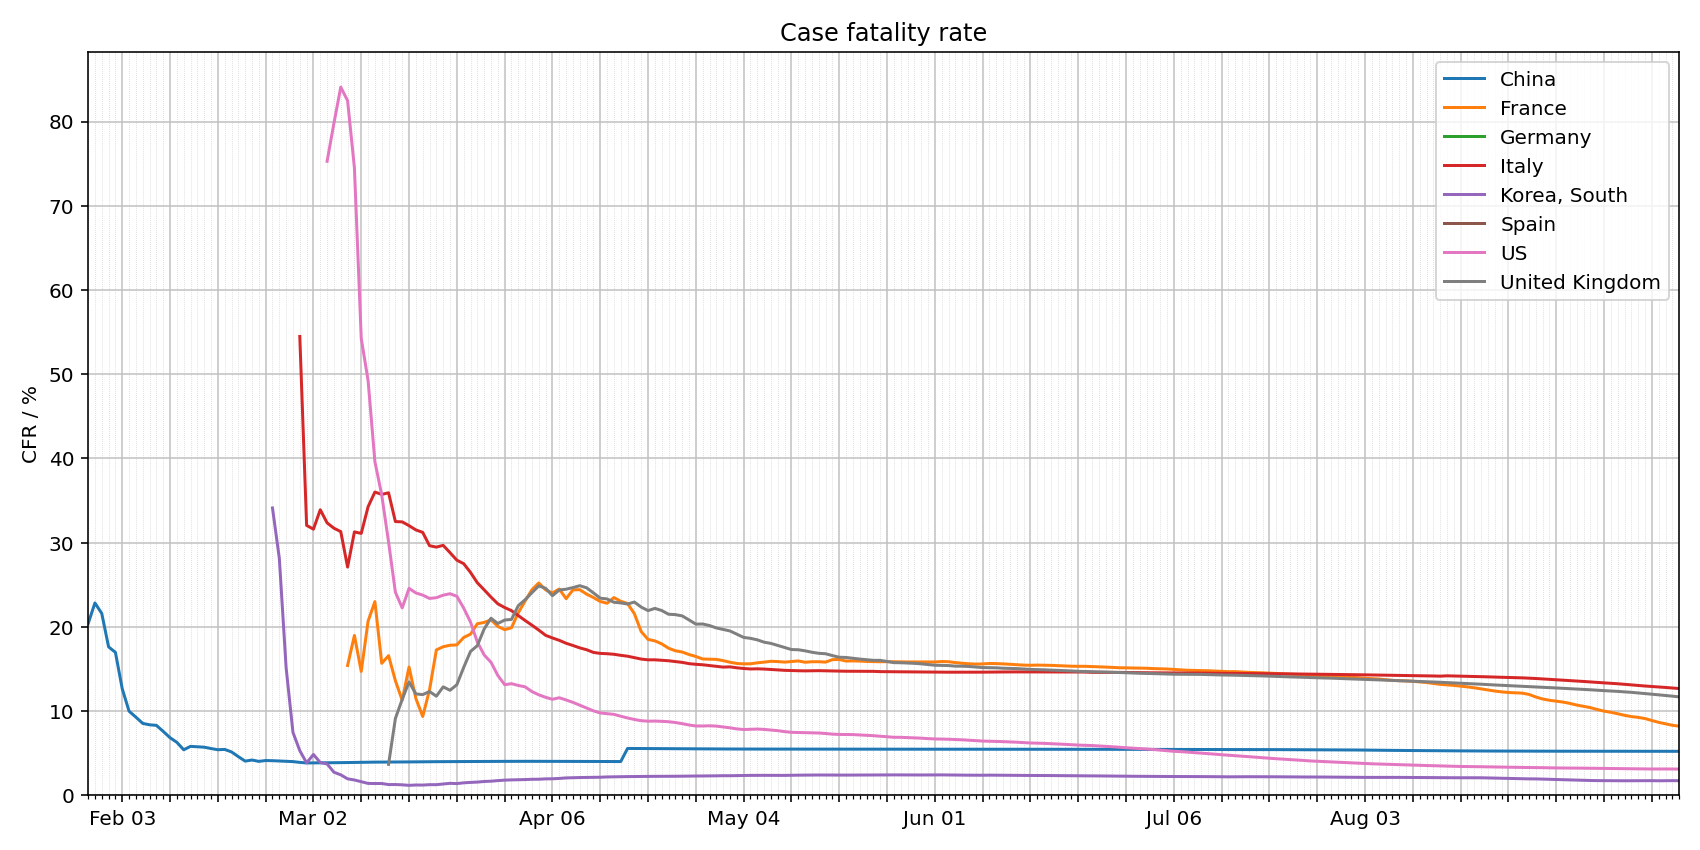 Case fatality rate
CFR / %
80
70
60
50
40
30
20
10
0
Feb 03
Mar 02
Apr 06
May 04
Jun 01
Jul 06
Aug 03
China
France
Germany
Italy
Korea, South
Spain
US
United Kingdom